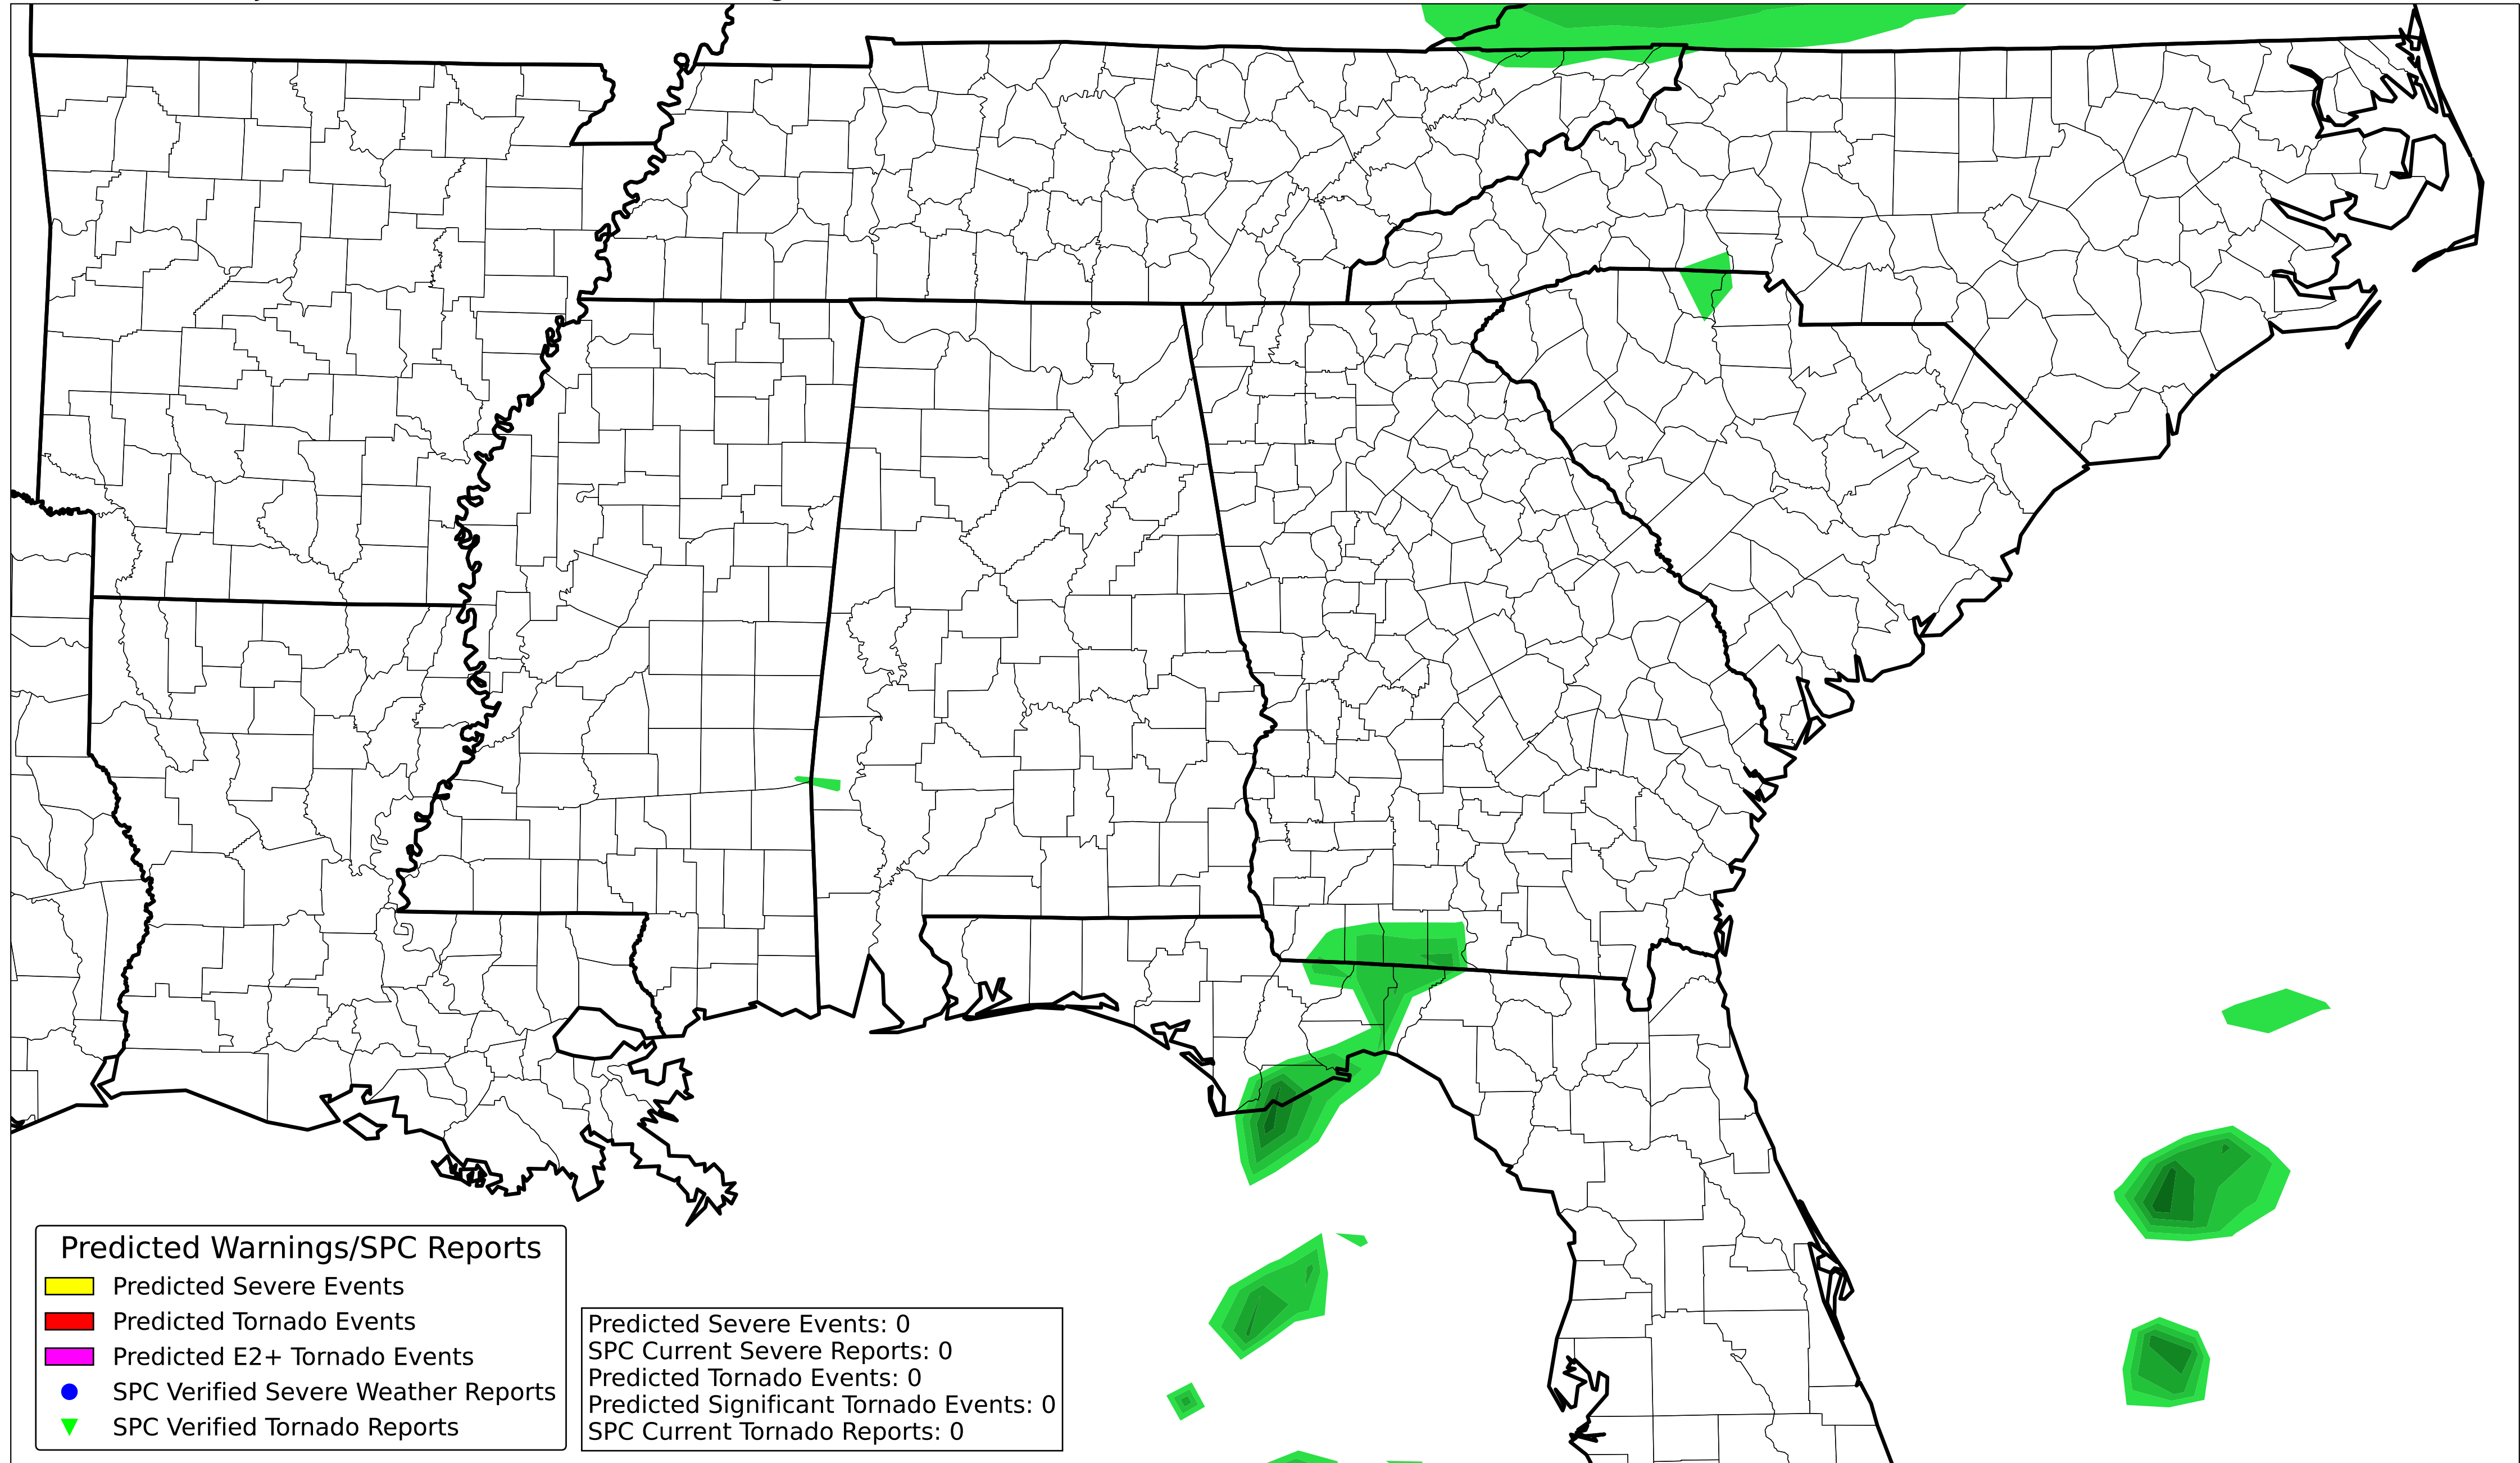 Predicted Warnings/SPC Reports
Predicted Severe Events
Predicted Tornado Events
Predicted E2+ Tornado Events
SPC Verified Severe Weather Reports
SPC Verified Tornado Reports
Predicted Severe Events: 0
SPC Current Severe Reports: 0
Predicted Tornado Events: 0
Predicted Significant Tornado Events: 0
SPC Current Tornado Reports: 0